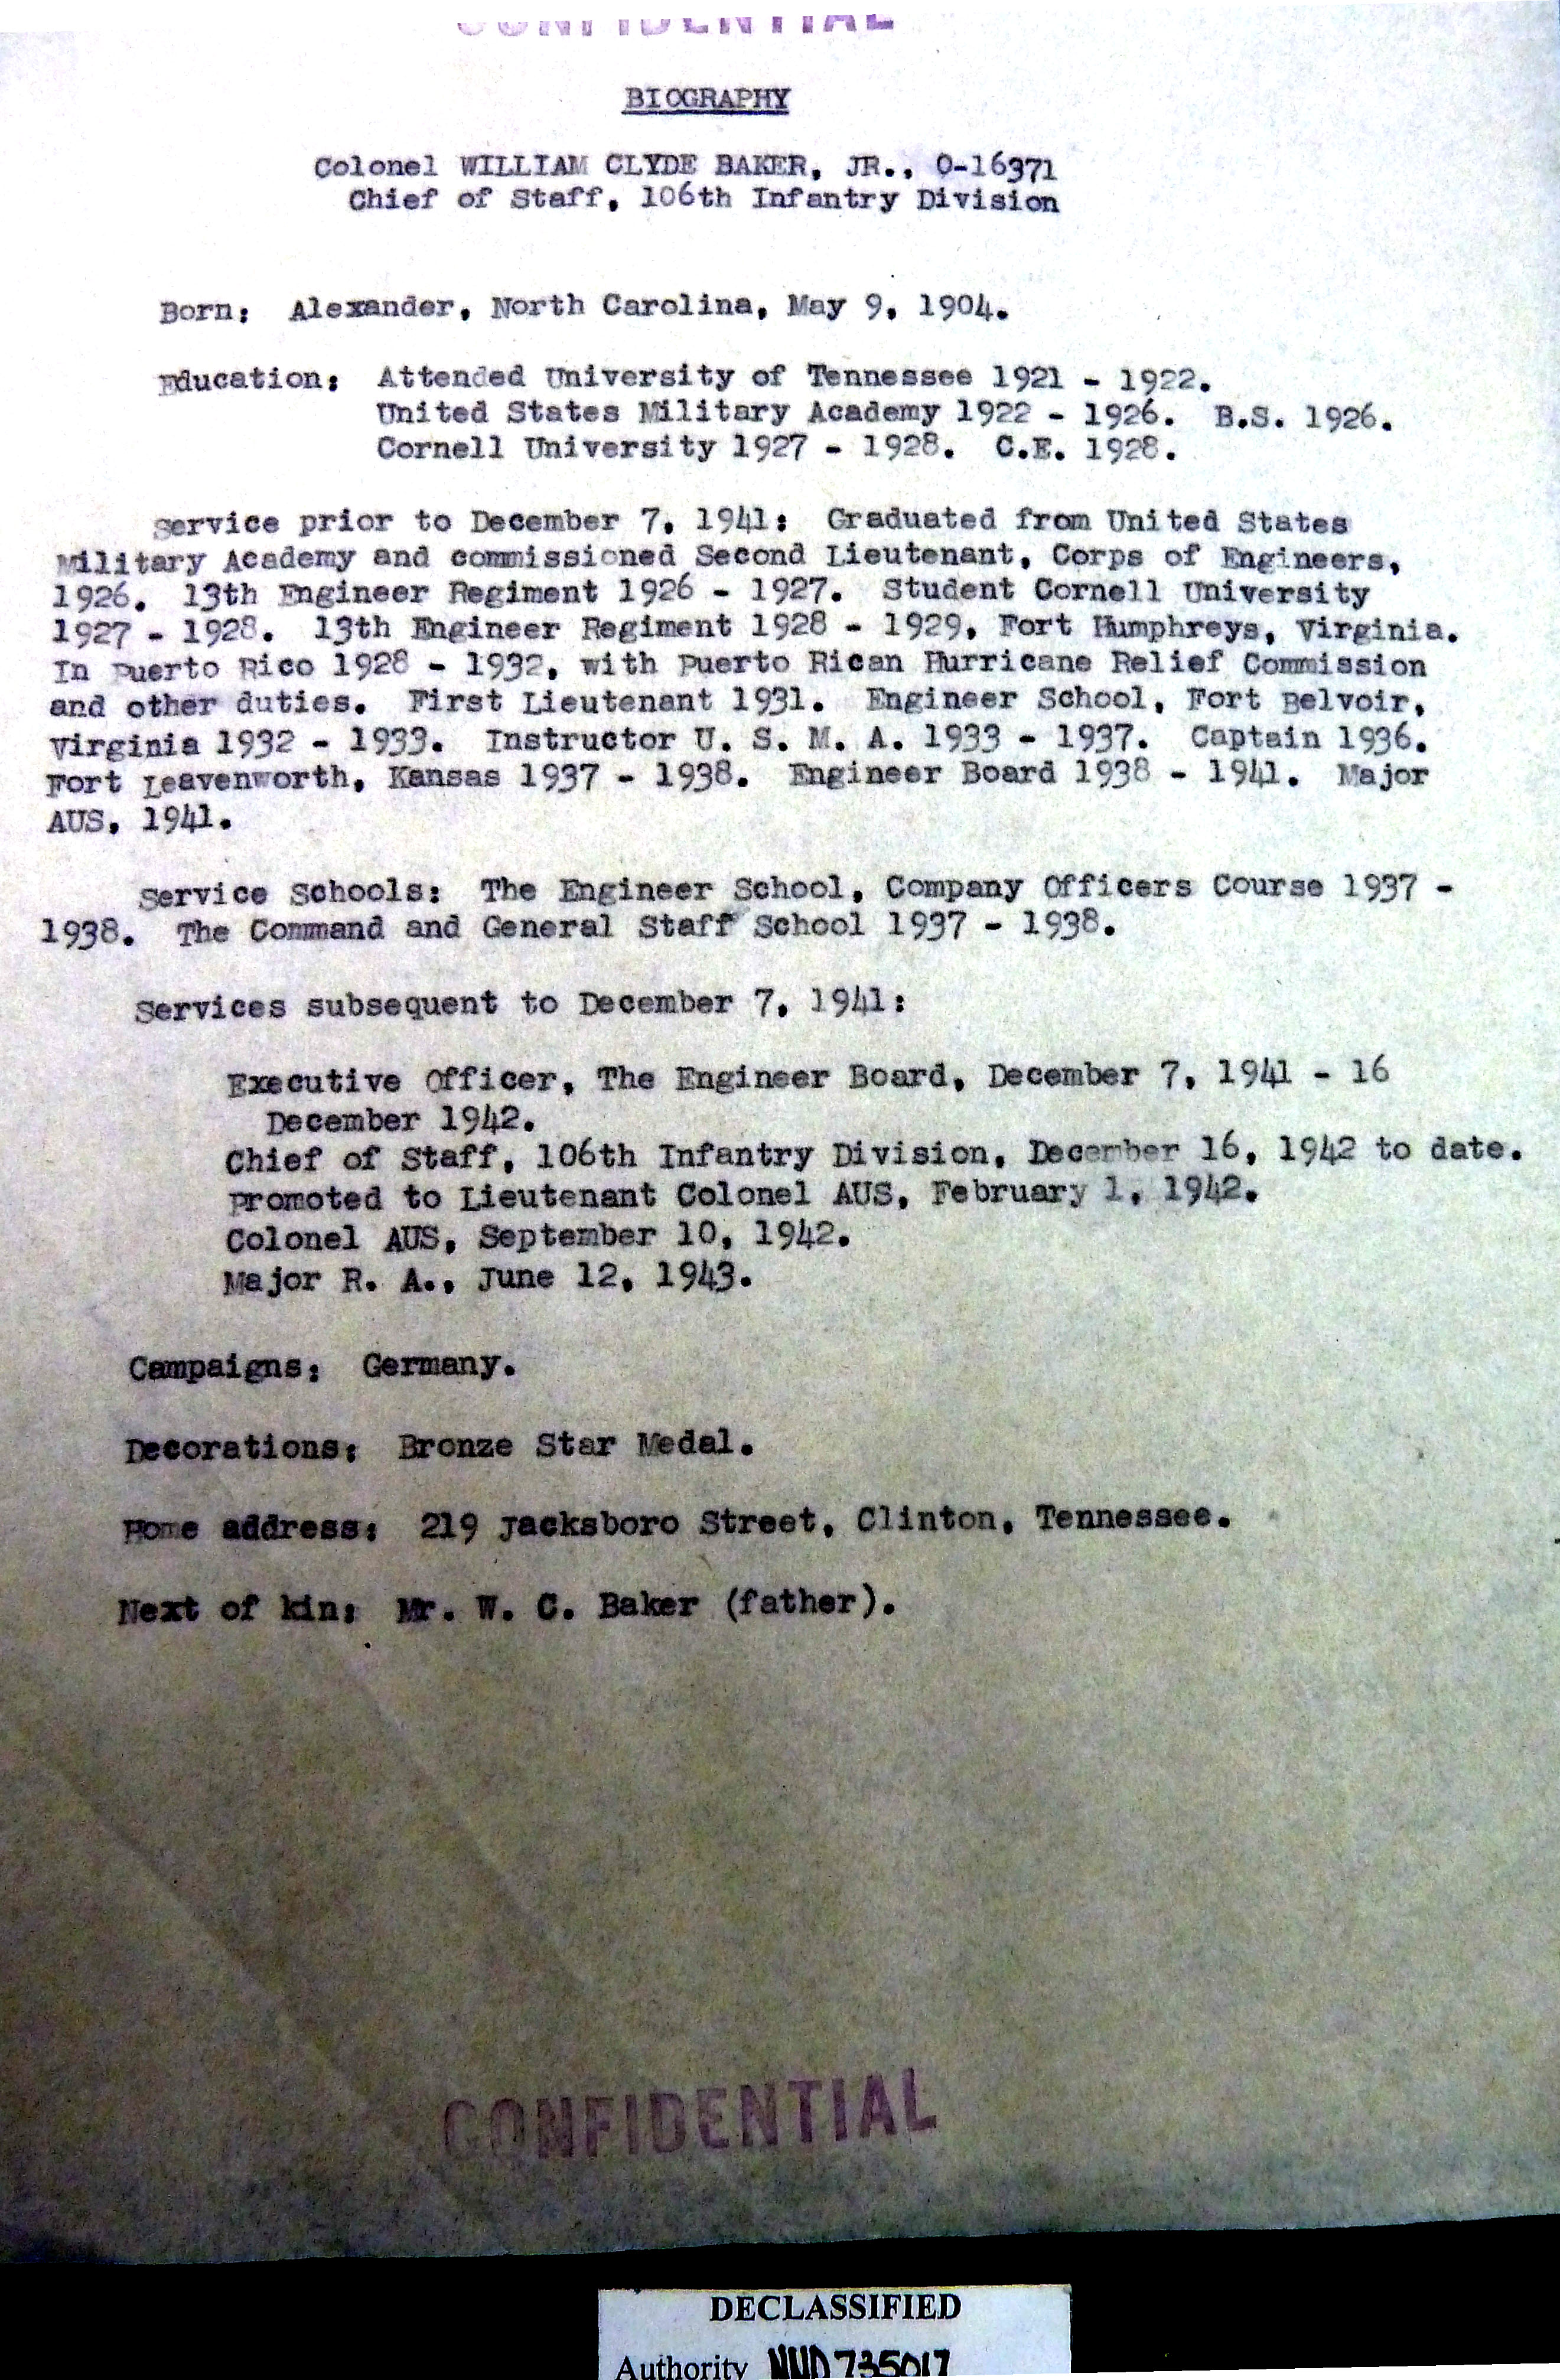 CONFIDENTIAL
BIOGRAPHY
Colonel WILLIAM CLYDE BAKER, JR., O-16371
Chief of Staff, 106th Infantry Division
Born: Alexander, North Carolina, May 9, 1904.
Education: Attended University of Tennessee 1921 - 1922.
United States Military Academy 1922 - 1926. B.S. 1926.
Cornell University 1927 - 1928. C.E. 1928.
Service prior to December 7, 1941: Graduated from United States
Military Academy and commissioned Second Lieutenant, Corps of Engineers,
1926. 13th Engineer Regiment 1926 - 1927. Student Cornell University
1927 - 1928. 13th Engineer Regiment 1928 - 1929, Fort Humphreys, Virginia.
In Puerto Rico 1928 - 1932, with Puerto Rican Hurricane Relief Commission
and other duties. First Lieutenant 1931. Engineer School, Fort Belvoir,
Virginia 1932 - 1933. Instructor U. S. M. A. 1933 - 1937. Captain 1936.
Fort Leavenworth, Kansas 1937 - 1938. Engineer Board 1938 - 1941. Major
AUS, 1941.
Service Schools: The Engineer School, Company Officers Course 1937 -
1938. The Command and General Staff School 1937 - 1938.
Services subsequent to December 7, 1941:
Executive Officer, The Engineer Board, December 7, 1941 - 16
December 1942.
Chief of Staff, 106th Infantry Division, December 16, 1942 to date.
Promoted to Lieutenant Colonel AUS, February 1, 1942.
Colonel AUS, September 10, 1942.
Major R. A., June 12, 1943.
Campaigns: Germany.
Decorations: Bronze Star Medal.
Home address: 219 Jacksboro Street, Clinton, Tennessee.
Next of kin: Mr. W. C. Baker (father).
CONFIDENTIAL
DECLASSIFIED
Authority NND 735017